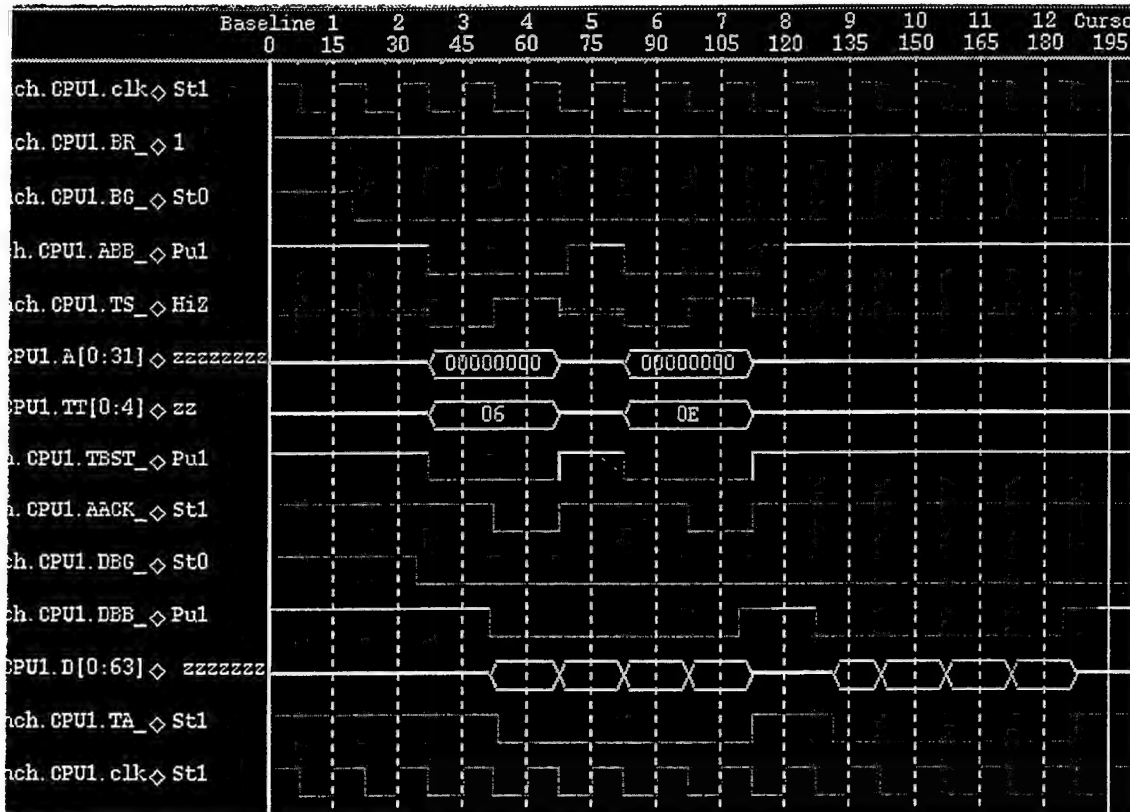 Baseline 1 2 3 4 5 6 7 8 9 10 11 12 Curso
0 15 30 45 60 75 90 105 120 135 150 165 180 195
ch.CPU1.clk St1
ch.CPU1.BR_ 1
ch.CPU1.BG_ St0
h.CPU1.ABB_ Pu1
ch.CPU1.TS_ HiZ
CPU1.A[0:31] zzzzzzzz 00000000 00000000
CPU1.TT[0:4] zz 06 0E
h.CPU1.TBST_ Pu1
h.CPU1.AACK_ St1
ch.CPU1.DBG_ St0
ch.CPU1.DBB_ Pu1
CPU1.D[0:63] zzzzzzz
ch.CPU1.TA_ St1
ch.CPU1.clk St1